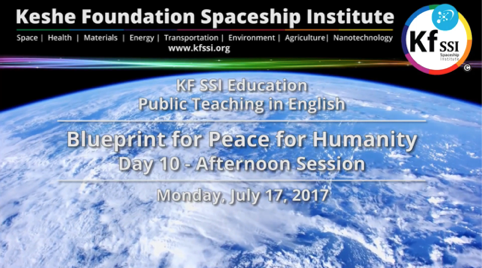 Keshe Foundation Spaceship Institute
Space | Health | Materials | Energy | Transportation | Environment | Agriculture| Nanotechnology
www.kfssi.org
Kf SSI
Spaceship
Institute
©
KF SSI Education
Public Teaching in English
Blueprint for Peace for Humanity
Day 10 - Afternoon Session
Monday, July 17, 2017